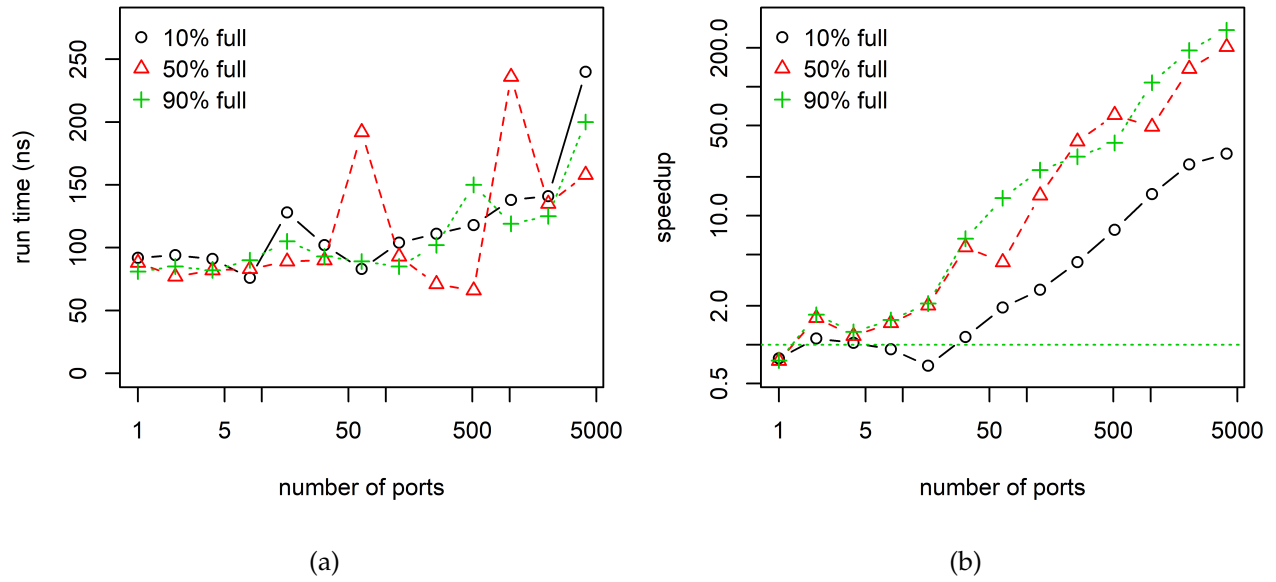 10% full
50% full
90% full
250
200
150
100
50
0
run time (ns)
1
5
50
500
5000
number of ports
(a)
10% full
50% full
90% full
200.0
50.0
10.0
2.0
0.5
speedup
1
5
50
500
5000
number of ports
(b)